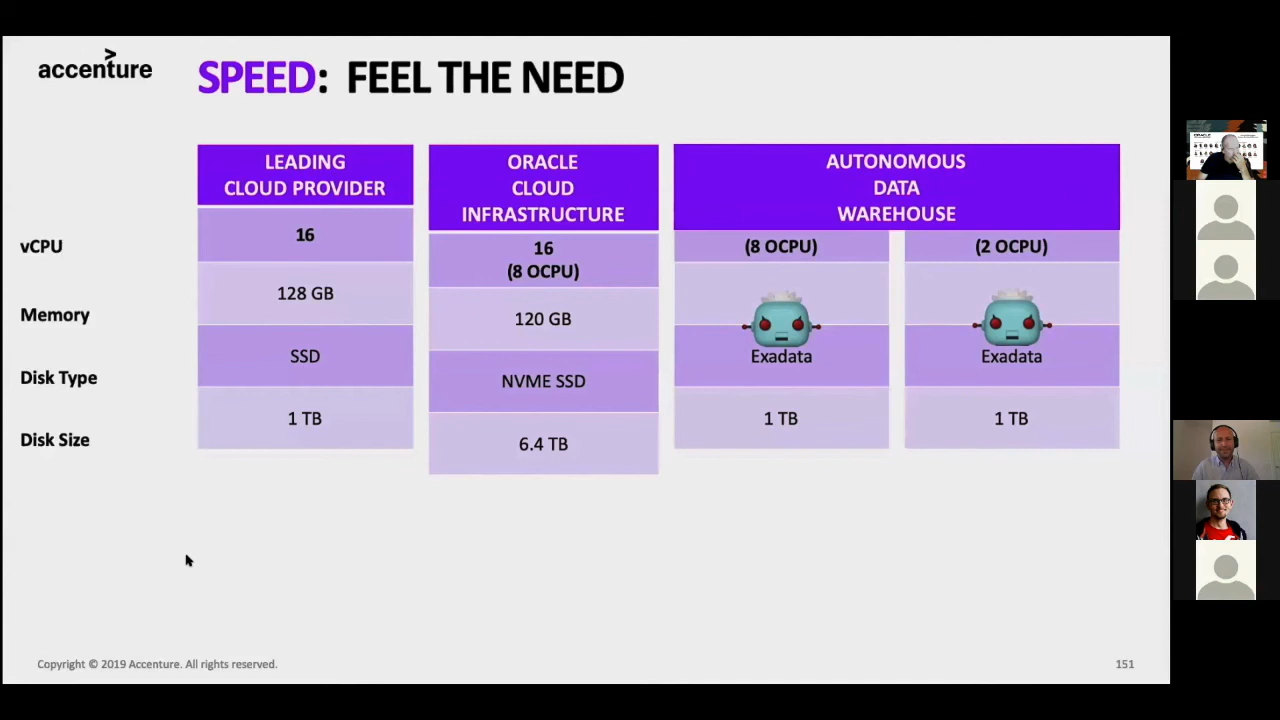 accenture
SPEED: FEEL THE NEED
LEADING
CLOUD PROVIDER
ORACLE
CLOUD
INFRASTRUCTURE
AUTONOMOUS
DATA
WAREHOUSE
vCPU
16
16
(8 OCPU)
(8 OCPU)
(2 OCPU)
Memory
128 GB
120 GB
Disk Type
SSD
NVME SSD
Exadata
Exadata
Disk Size
1 TB
6.4 TB
1 TB
1 TB
Copyright © 2019 Accenture. All rights reserved.
151